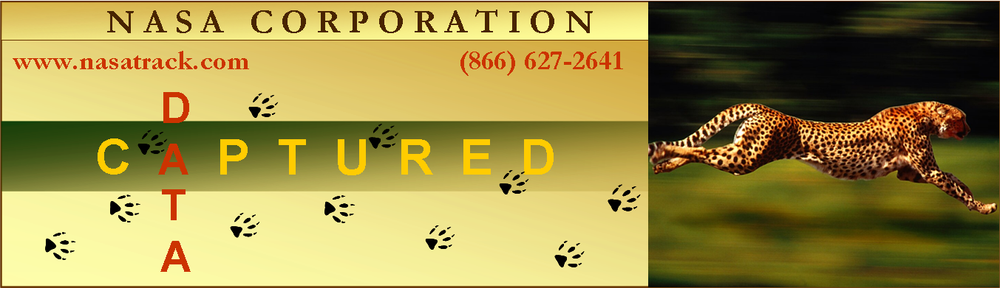 NASA CORPORATION
www.nasatrack.com (866) 627-2641
DATA
CAPTURED